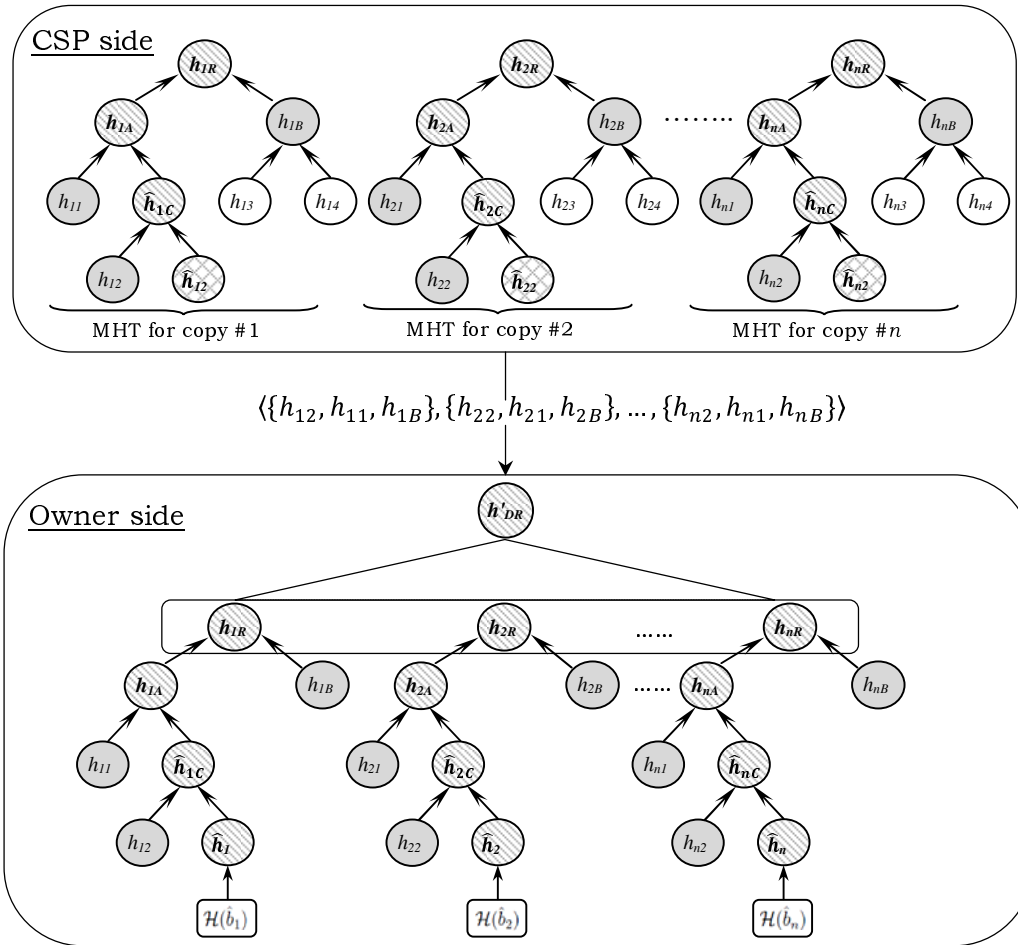 CSP side
h1R h2R hnR
h1A h1B h2A h2B ........ hnA hnB
h11 ĥ1C h13 h14 h21 ĥ2C h23 h24 hn1 ĥnC hn3 hn4
h12 ĥ12 h22 ĥ22 hn2 ĥn2
MHT for copy #1 MHT for copy #2 MHT for copy #n
⟨{h12, h11, h1B}, {h22, h21, h2B}, …, {hn2, hn1, hnB}⟩
h'DR
Owner side
h1R h2R ...... hnR
h1A h1B h2A h2B ...... hnA hnB
h11 ĥ1C h21 ĥ2C hn1 ĥnC
h12 ĥ1 h22 ĥ2 hn2 ĥn
ℋ(b̂1) ℋ(b̂2) ℋ(b̂n)